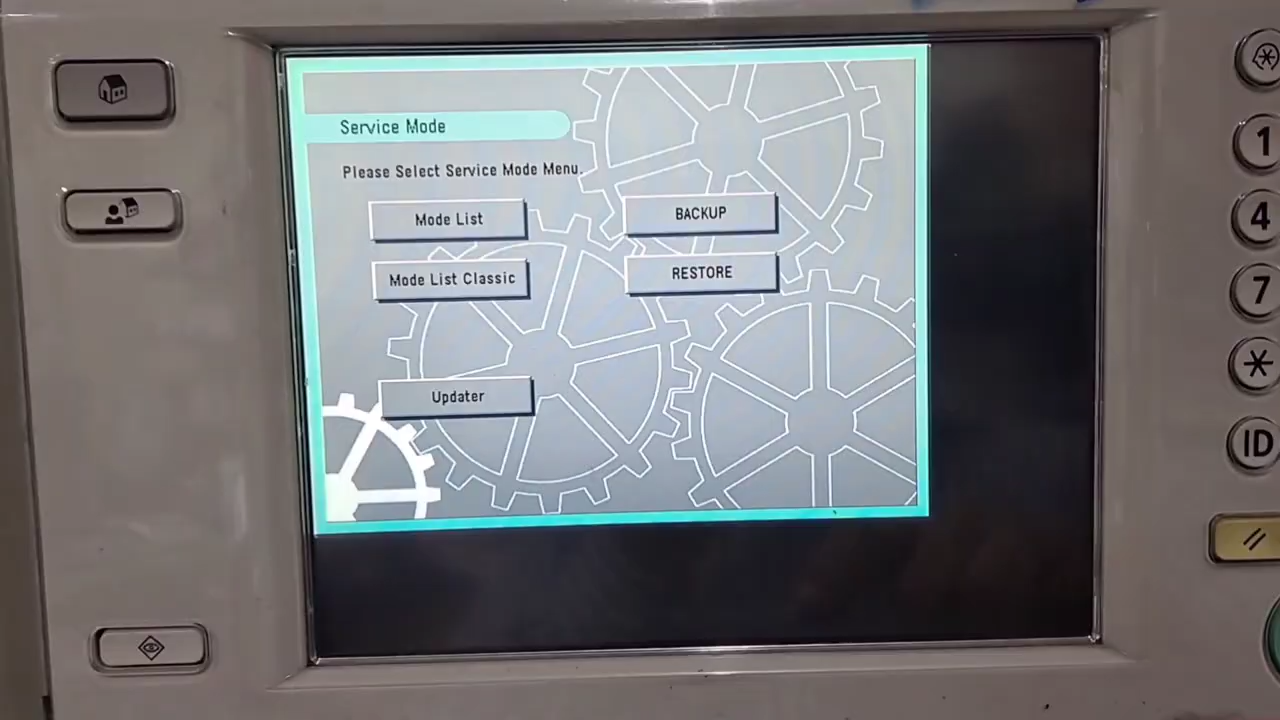 Service Mode
Please Select Service Mode Menu.
Mode List
BACKUP
Mode List Classic
RESTORE
Updater
1
4
7
*
ID